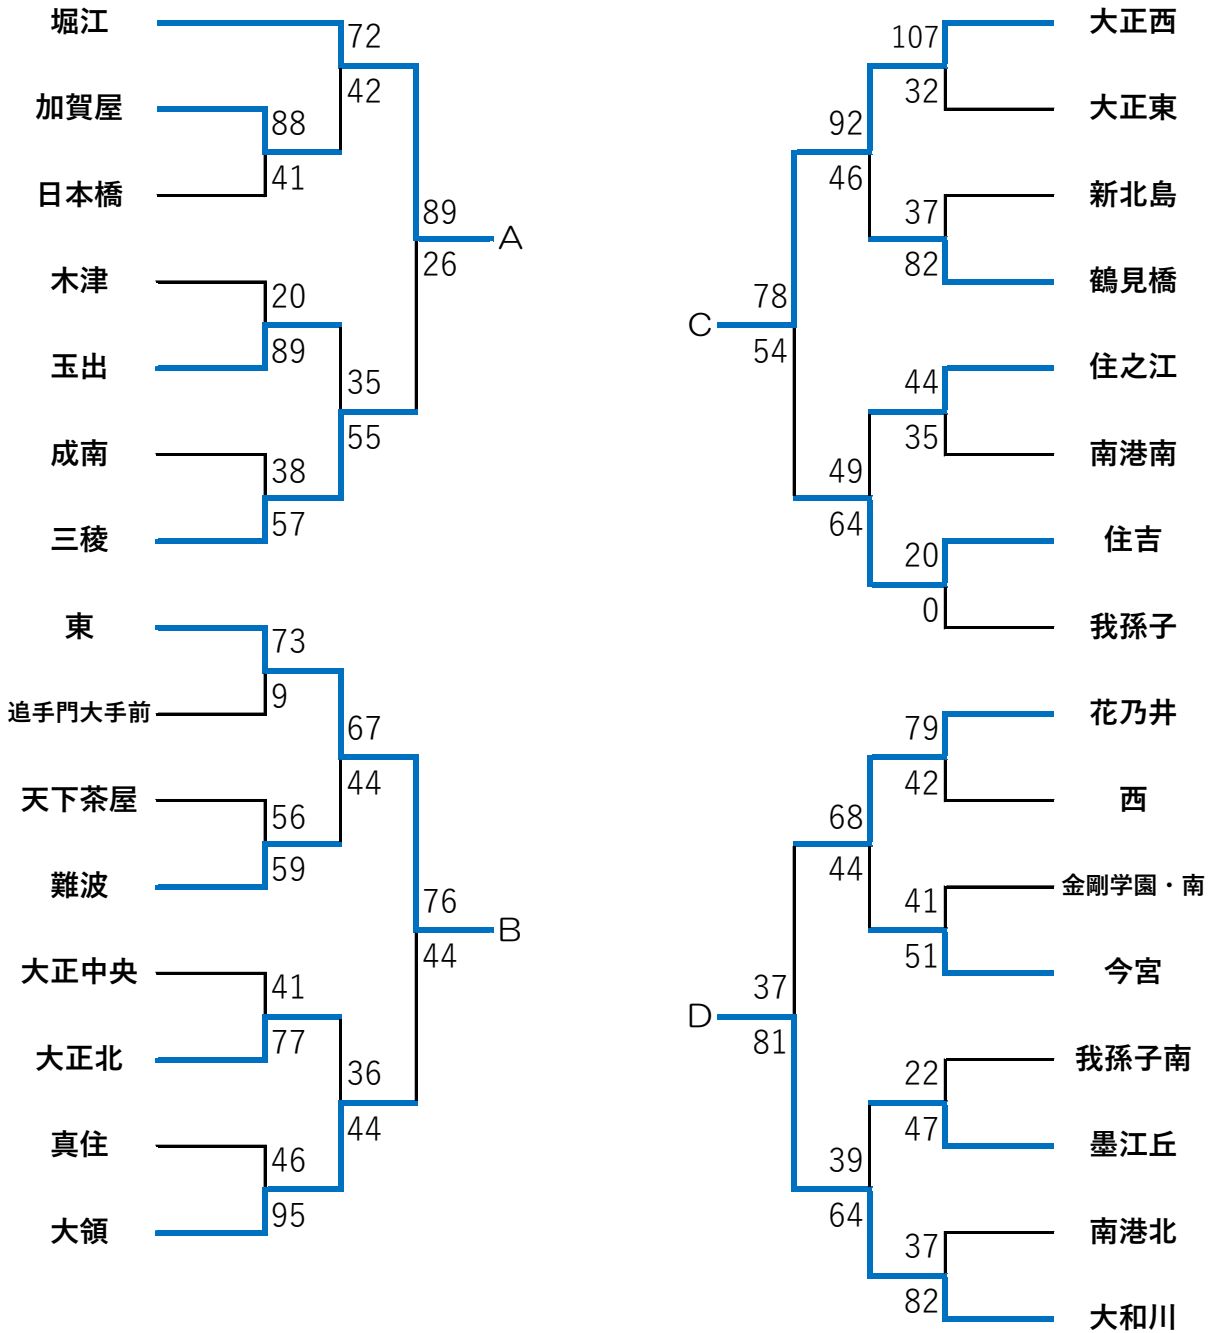 堀江
72
42
加賀屋
88
41
日本橋
89
A
26
木津
20
89
玉出
35
55
成南
38
57
三稜
東
73
9
追手門大手前
67
44
天下茶屋
56
59
難波
76
B
44
大正中央
41
77
大正北
36
44
真住
46
95
大領
大正西
107
32
大正東
92
46
新北島
37
82
鶴見橋
78
C
54
住之江
44
35
南港南
49
64
住吉
20
0
我孫子
花乃井
79
42
西
68
44
金剛学園・南
41
51
今宮
37
D
81
我孫子南
22
47
墨江丘
39
64
南港北
37
82
大和川